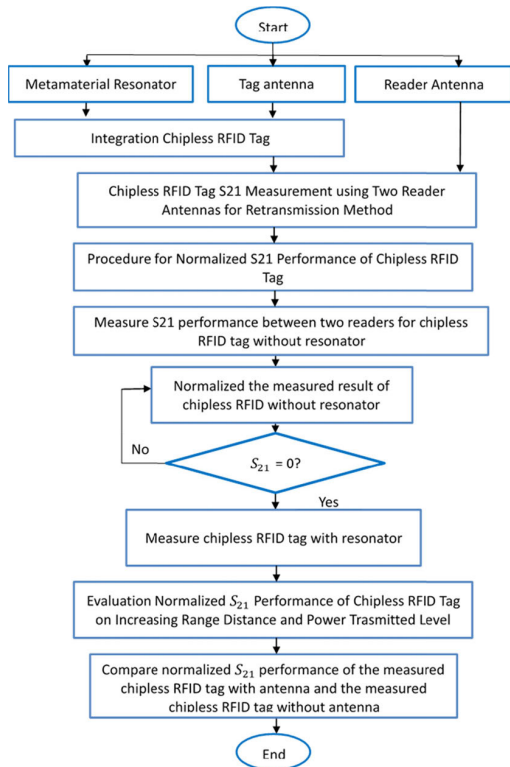 Start
Metamaterial Resonator
Tag antenna
Reader Antenna
Integration Chipless RFID Tag
Chipless RFID Tag S21 Measurement using Two Reader
Antennas for Retransmission Method
Procedure for Normalized S21 Performance of Chipless RFID
Tag
Measure S21 performance between two readers for chipless
RFID tag without resonator
Normalized the measured result of
chipless RFID without resonator
No
S₂₁ = 0?
Yes
Measure chipless RFID tag with resonator
Evaluation Normalized S₂₁ Performance of Chipless RFID Tag
on Increasing Range Distance and Power Trasmitted Level
Compare normalized S₂₁ performance of the measured
chipless RFID tag with antenna and the measured
chipless RFID tag without antenna
End